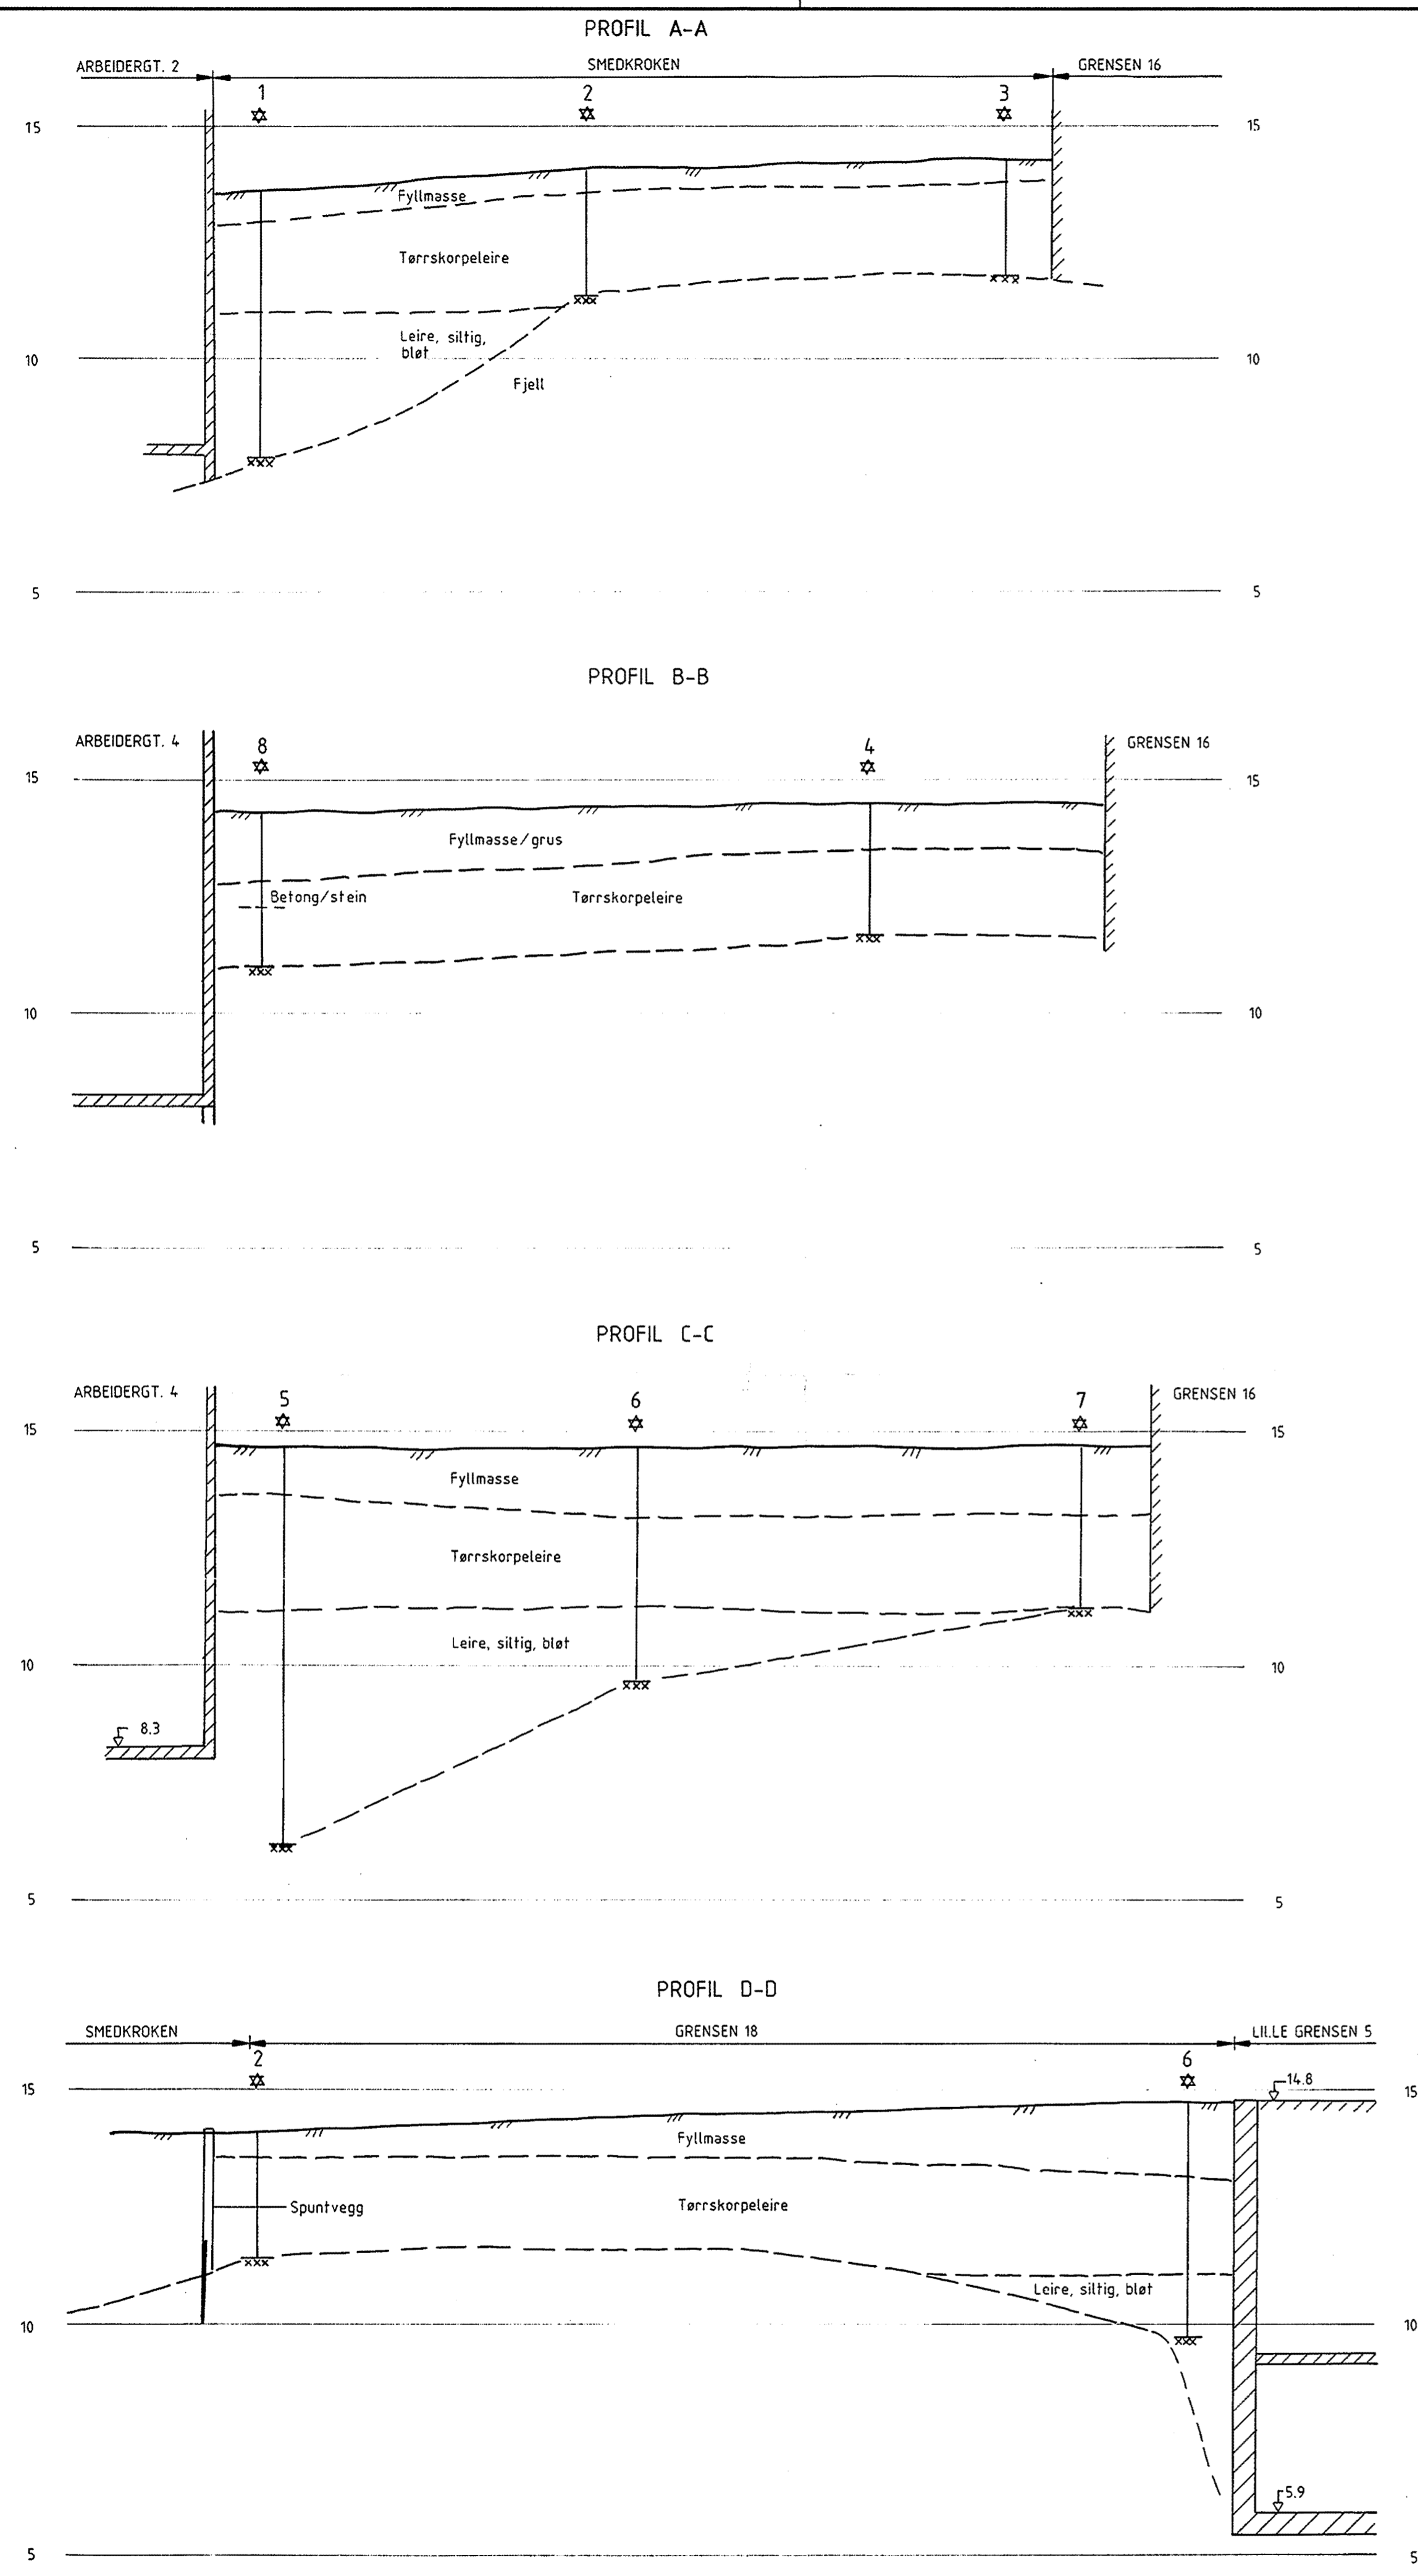 PROFIL A-A
ARBEIDERGT. 2
SMEDKROKEN
GRENSEN 16
1
2
3
15
15
Fyllmasse
Tørrskorpeleire
Leire, siltig,
bløt
10
10
Fjell
5
5
PROFIL B-B
ARBEIDERGT. 4
8
4
GRENSEN 16
15
15
Fyllmasse/grus
Betong/stein
Tørrskorpeleire
10
10
5
5
PROFIL C-C
ARBEIDERGT. 4
5
6
7
GRENSEN 16
15
15
Fyllmasse
Tørrskorpeleire
Leire, siltig, bløt
10
10
8.3
5
5
PROFIL D-D
SMEDKROKEN
GRENSEN 18
LILLE GRENSEN 5
2
6
15
14.8
15
Fyllmasse
Spuntvegg
Tørrskorpeleire
Leire, siltig, bløt
10
10
5.9
5
5